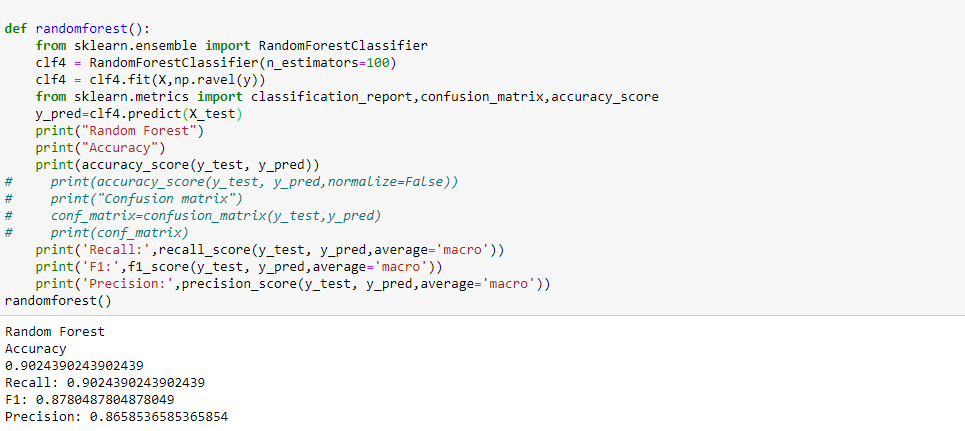 def randomforest():
    from sklearn.ensemble import RandomForestClassifier
    clf4 = RandomForestClassifier(n_estimators=100)
    clf4 = clf4.fit(X,np.ravel(y))
    from sklearn.metrics import classification_report,confusion_matrix,accuracy_score
    y_pred=clf4.predict(X_test)
    print("Random Forest")
    print("Accuracy")
    print(accuracy_score(y_test, y_pred))
#     print(accuracy_score(y_test, y_pred,normalize=False))
#     print("Confusion matrix")
#     conf_matrix=confusion_matrix(y_test,y_pred)
#     print(conf_matrix)
    print('Recall:',recall_score(y_test, y_pred,average='macro'))
    print('F1:',f1_score(y_test, y_pred,average='macro'))
    print('Precision:',precision_score(y_test, y_pred,average='macro'))
randomforest()
Random Forest
Accuracy
0.9024390243902439
Recall: 0.9024390243902439
F1: 0.8780487804878049
Precision: 0.8658536585365854